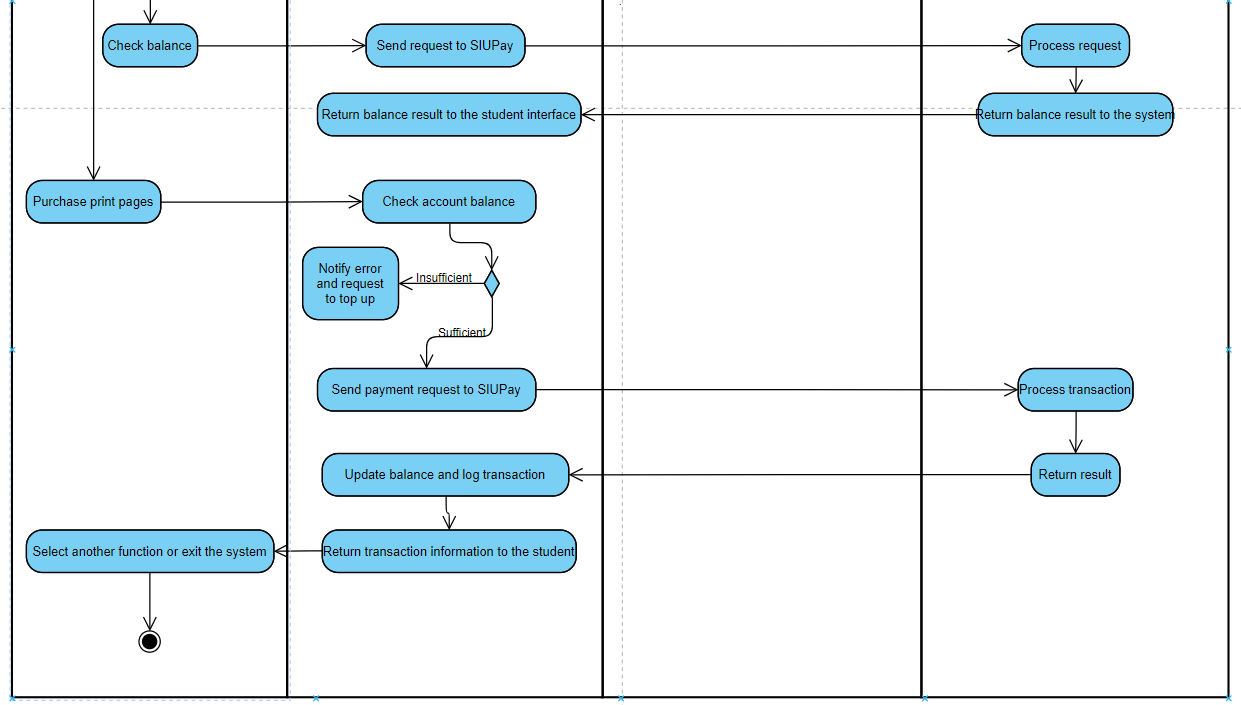 Check balance
Send request to SIUPay
Process request
Return balance result to the student interface
Return balance result to the system
Purchase print pages
Check account balance
Notify error
and request
to top up
Insufficient
Sufficient
Send payment request to SIUPay
Process transaction
Update balance and log transaction
Return result
Select another function or exit the system
Return transaction information to the student